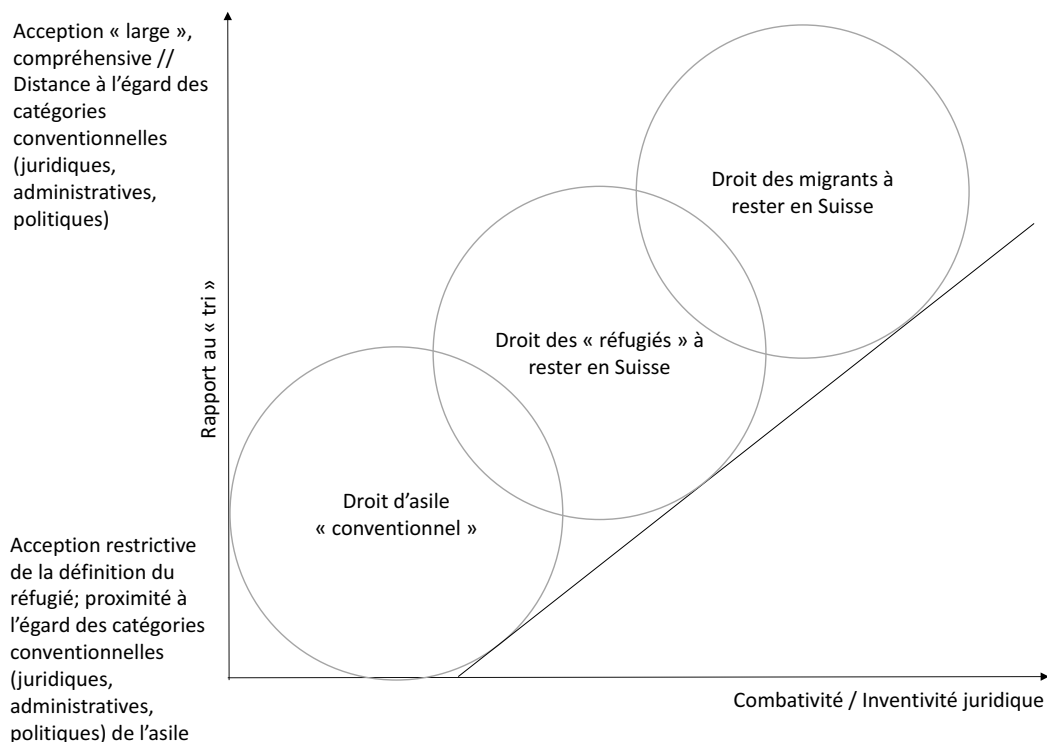 Acception « large »,
compréhensive //
Distance à l’égard des
catégories
conventionnelles
(juridiques,
administratives,
politiques)
Rapport au « tri »
Droit des migrants à
rester en Suisse
Droit des « réfugiés » à
rester en Suisse
Droit d’asile
« conventionnel »
Acception restrictive
de la définition du
réfugié; proximité à
l’égard des catégories
conventionnelles
(juridiques,
administratives,
politiques) de l’asile
Combativité / Inventivité juridique